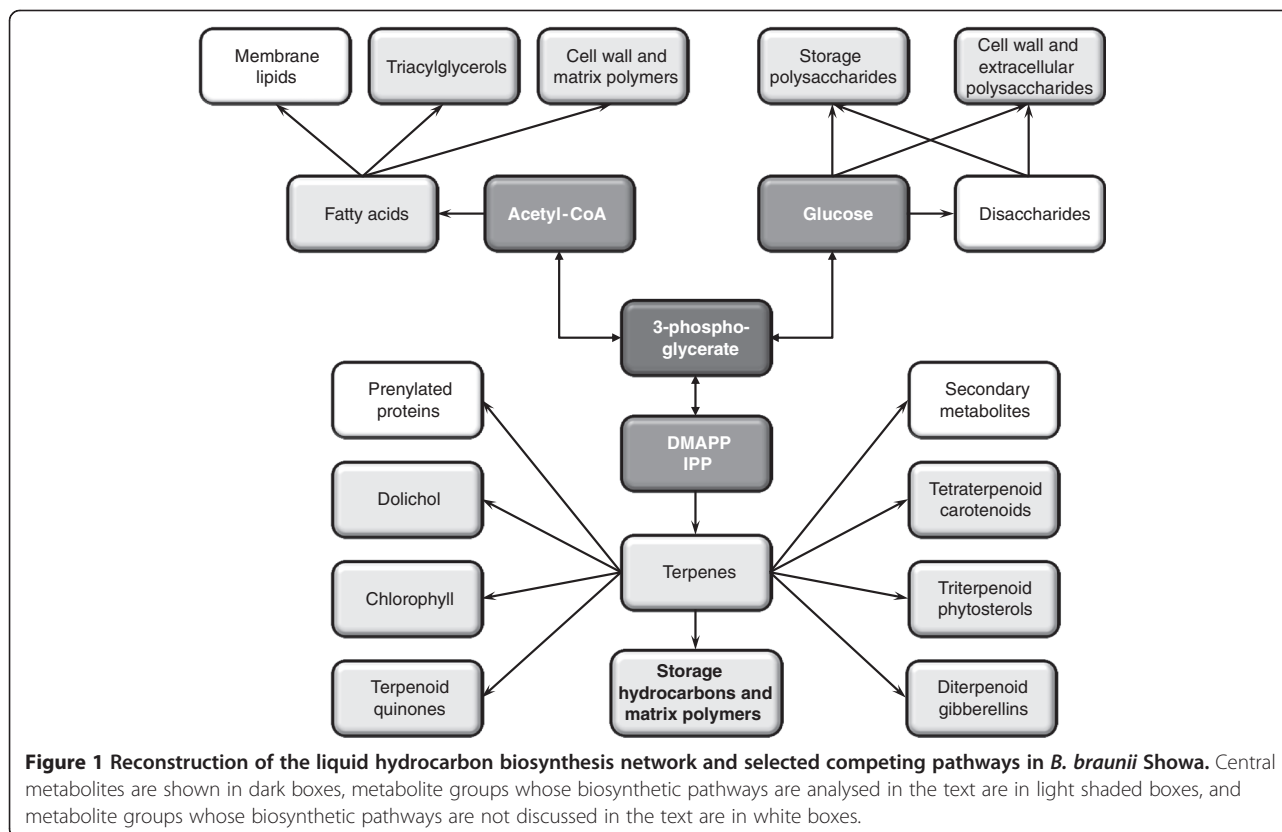 Membrane
lipids
Triacylglycerols
Cell wall and
matrix polymers
Storage
polysaccharides
Cell wall and
extracellular
polysaccharides
Fatty acids
Acetyl-CoA
Glucose
Disaccharides
3-phospho-
glycerate
Prenylated
proteins
DMAPP
IPP
Secondary
metabolites
Dolichol
Tetraterpenoid
carotenoids
Terpenes
Chlorophyll
Triterpenoid
phytosterols
Terpenoid
quinones
Storage
hydrocarbons and
matrix polymers
Diterpenoid
gibberellins
Figure 1 Reconstruction of the liquid hydrocarbon biosynthesis network and selected competing pathways in B. braunii Showa. Central
metabolites are shown in dark boxes, metabolite groups whose biosynthetic pathways are analysed in the text are in light shaded boxes, and
metabolite groups whose biosynthetic pathways are not discussed in the text are in white boxes.